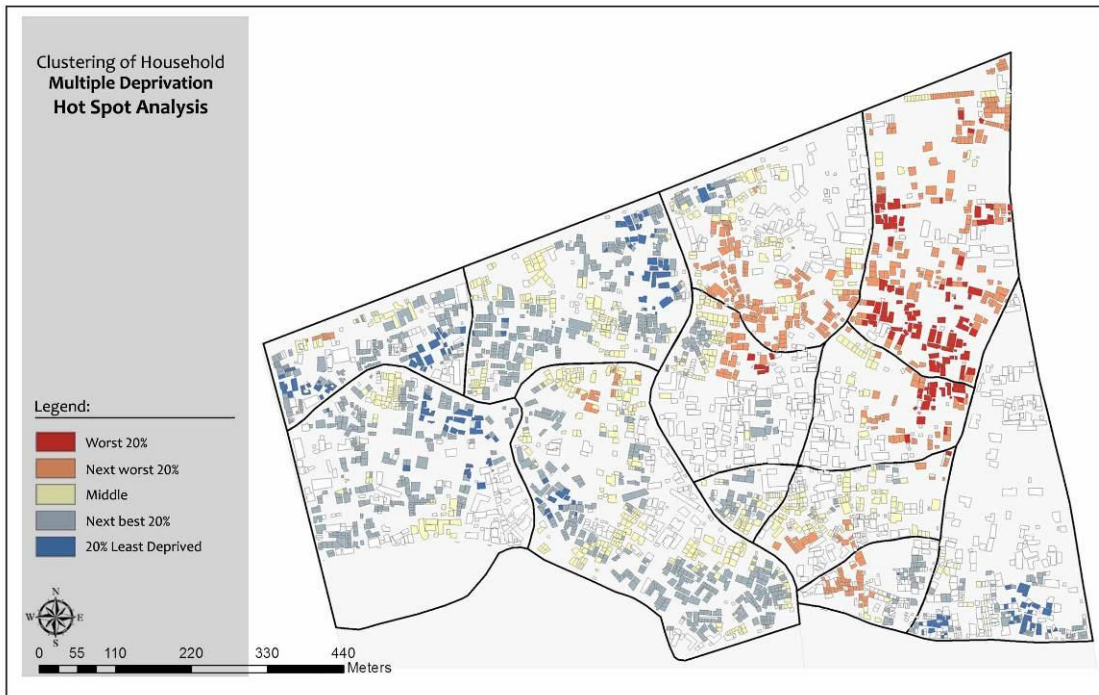 Clustering of Household
Multiple Deprivation
Hot Spot Analysis
Legend:
Worst 20%
Next worst 20%
Middle
Next best 20%
20% Least Deprived
N
W E
S
0 55 110 220 330 440
Meters